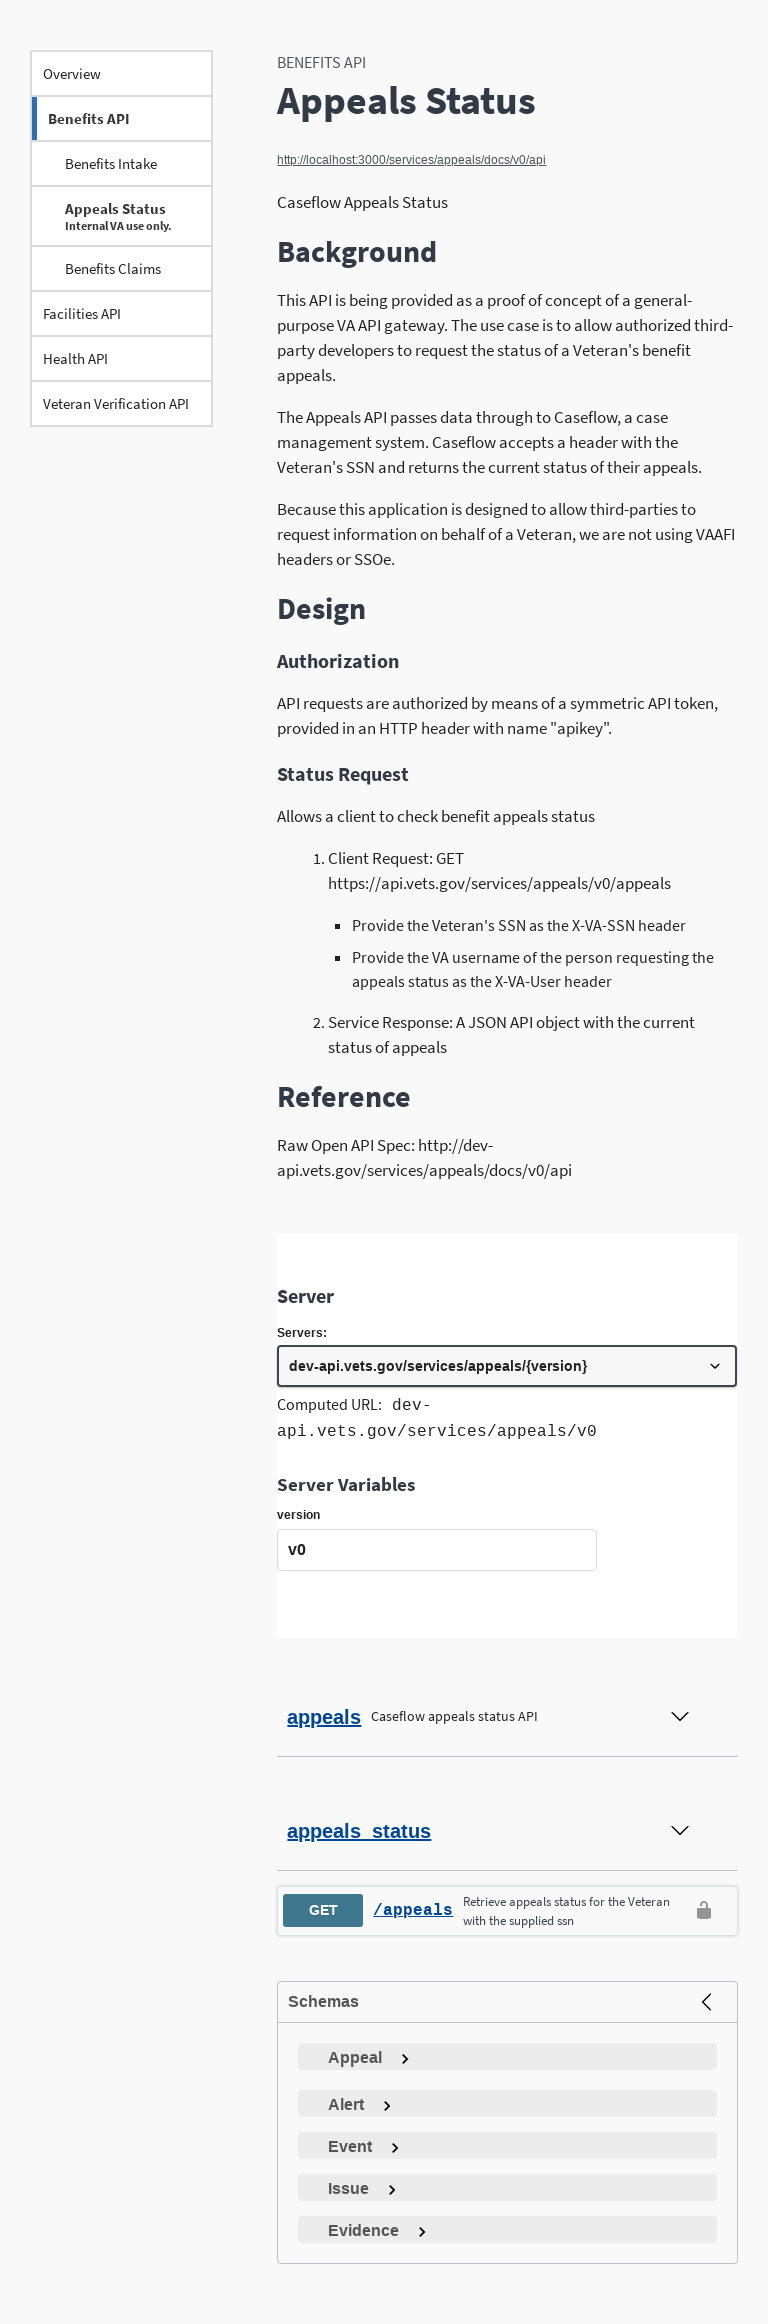 Overview
Benefits API
Benefits Intake
Appeals Status
Internal VA use only.
Benefits Claims
Facilities API
Health API
Veteran Verification API
BENEFITS API
Appeals Status
http://localhost:3000/services/appeals/docs/v0/api
Caseflow Appeals Status
Background
This API is being provided as a proof of concept of a general-
purpose VA API gateway. The use case is to allow authorized third-
party developers to request the status of a Veteran's benefit
appeals.
The Appeals API passes data through to Caseflow, a case
management system. Caseflow accepts a header with the
Veteran's SSN and returns the current status of their appeals.
Because this application is designed to allow third-parties to
request information on behalf of a Veteran, we are not using VAAFI
headers or SSOe.
Design
Authorization
API requests are authorized by means of a symmetric API token,
provided in an HTTP header with name "apikey".
Status Request
Allows a client to check benefit appeals status
1. Client Request: GET
https://api.vets.gov/services/appeals/v0/appeals
▪ Provide the Veteran's SSN as the X-VA-SSN header
▪ Provide the VA username of the person requesting the
appeals status as the X-VA-User header
2. Service Response: A JSON API object with the current
status of appeals
Reference
Raw Open API Spec: http://dev-
api.vets.gov/services/appeals/docs/v0/api
Server
Servers:
dev-api.vets.gov/services/appeals/{version}
Computed URL: dev-
api.vets.gov/services/appeals/v0
Server Variables
version
v0
appeals Caseflow appeals status API
appeals_status
GET /appeals Retrieve appeals status for the Veteran
with the supplied ssn
Schemas
Appeal
Alert
Event
Issue
Evidence